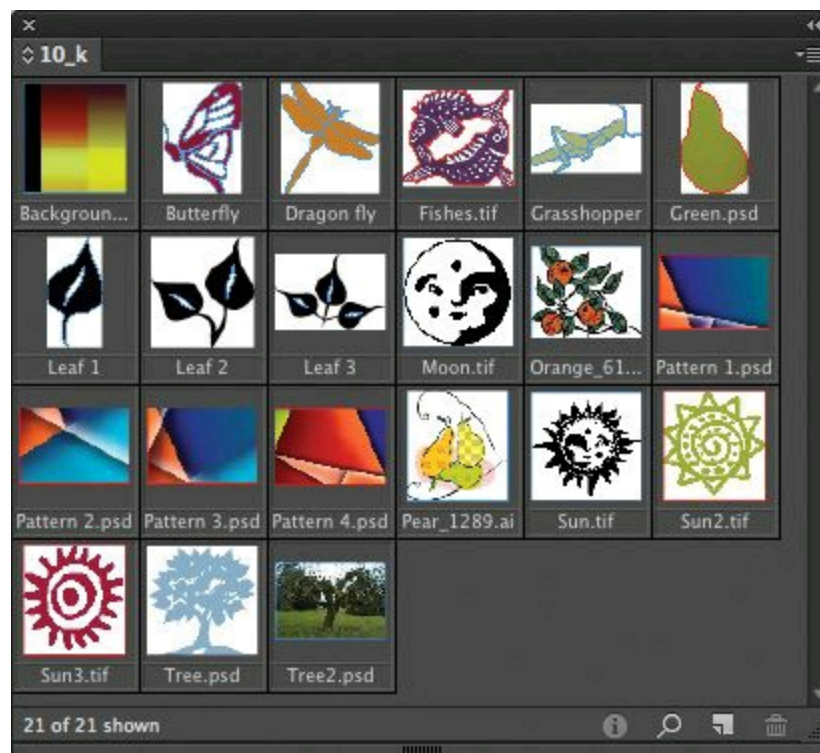 10_k
Backgroun...
Butterfly
Dragon fly
Fishes.tif
Grasshopper
Green.psd
Leaf 1
Leaf 2
Leaf 3
Moon.tif
Orange_61...
Pattern 1.psd
Pattern 2.psd
Pattern 3.psd
Pattern 4.psd
Pear_1289.ai
Sun.tif
Sun2.tif
Sun3.tif
Tree.psd
Tree2.psd
21 of 21 shown